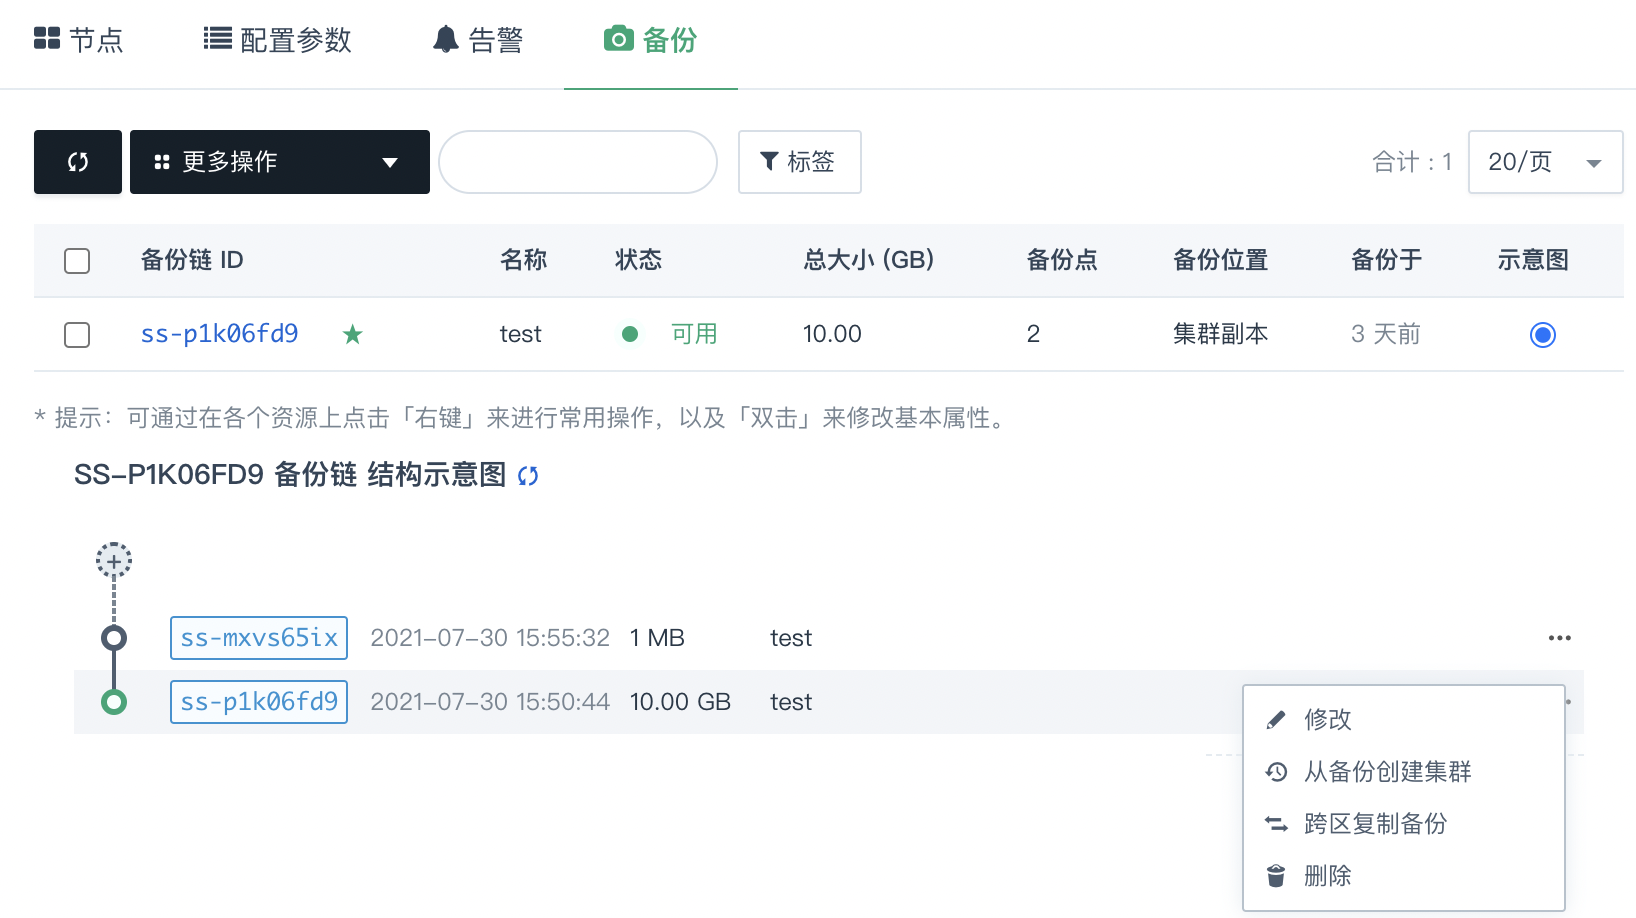 节点 配置参数 告警 备份
更多操作 标签 合计：1 20/页
备份链 ID 名称 状态 总大小 (GB) 备份点 备份位置 备份于 示意图
ss-p1k06fd9 test 可用 10.00 2 集群副本 3 天前
* 提示：可通过在各个资源上点击「右键」来进行常用操作，以及「双击」来修改基本属性。
SS-P1K06FD9 备份链 结构示意图
ss-mxvs65ix 2021-07-30 15:55:32 1 MB test
ss-p1k06fd9 2021-07-30 15:50:44 10.00 GB test
修改
从备份创建集群
跨区复制备份
删除